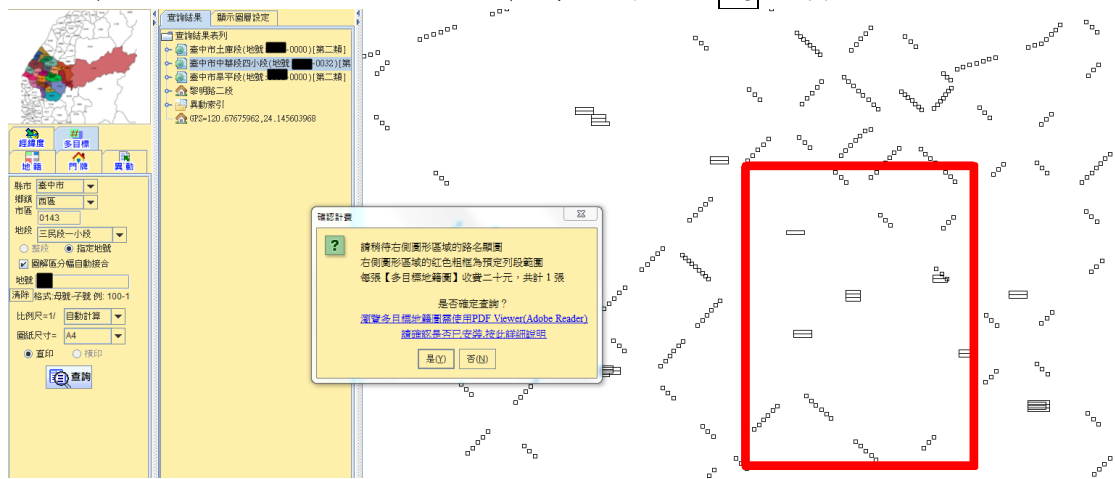 查詢結果 顯示圖層設定
查詢結果表列
臺中市土庫段(地號 -0000)[第二類]
臺中市中華段四小段(地號 -0032)[第
臺中市旱平段(地號: -0000)[第二類]
黎明路二段
異動索引
GPS=120.67675962,24.145603968
經緯度 多目標
地籍 門牌 異動
縣市 臺中市
鄉鎮市區 西區
0143
地段 三民段一小段
整段 指定地號
圖解區分幅自動接合
地號
清除 格式:母號-子號 例: 100-1
比例尺=1/ 自動計算
圖紙尺寸= A4
直印 橫印
查詢
確認計費
請稍待右側圖形區域的路名顯圖
右側圖形區域的紅色粗框為預定列段範圍
每張【多目標地籍圖】收費二十元，共計 1 張
是否確定查詢？
瀏覽多目標地籍圖需使用PDF Viewer(Adobe Reader)
請確認是否已安裝,按此詳細說明
是(Y) 否(N)